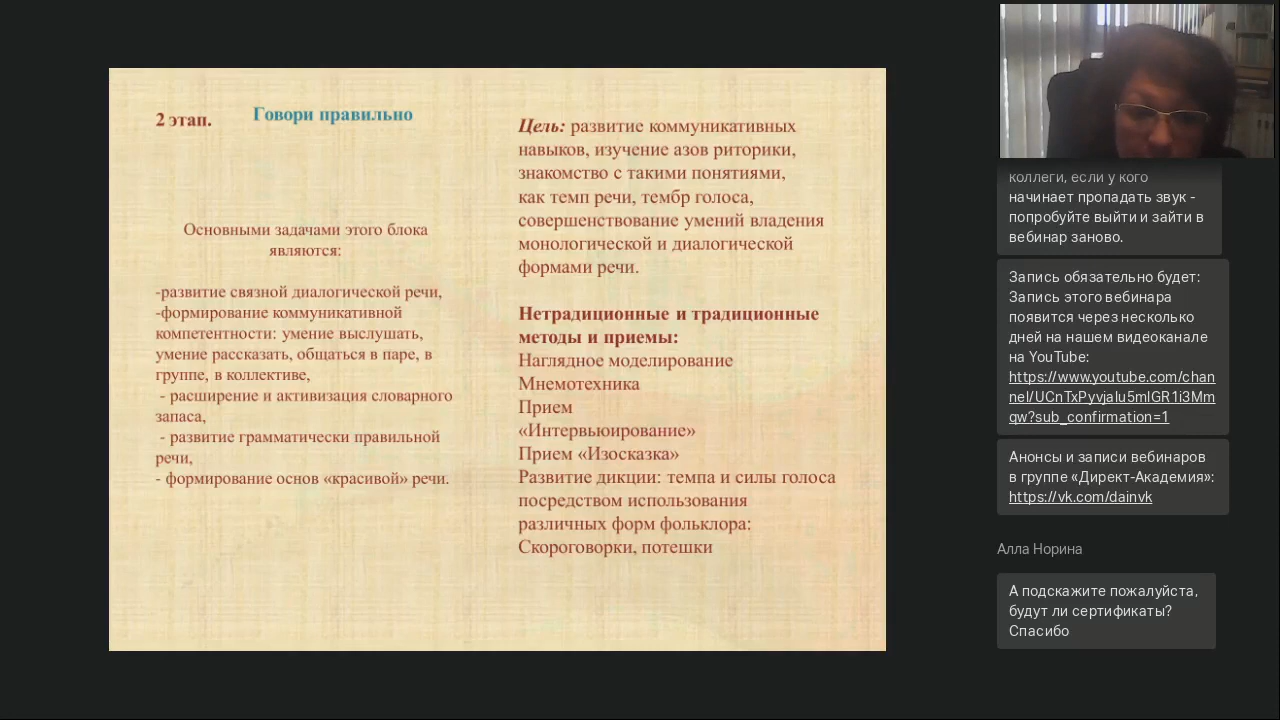 2 этап.
Говори правильно
Основными задачами этого блока
являются:
-развитие связной диалогической речи,
-формирование коммуникативной
компетентности: умение выслушать,
умение рассказать, общаться в паре, в
группе, в коллективе,
- расширение и активизация словарного
запаса,
- развитие грамматически правильной
речи,
- формирование основ «красивой» речи.
Цель: развитие коммуникативных
навыков, изучение азов риторики,
знакомство с такими понятиями,
как темп речи, тембр голоса,
совершенствование умений владения
монологической и диалогической
формами речи.
Нетрадиционные и традиционные
методы и приемы:
Наглядное моделирование
Мнемотехника
Прием
«Интервьюирование»
Прием «Изосказка»
Развитие дикции: темпа и силы голоса
посредством использования
различных форм фольклора:
Скороговорки, потешки
коллеги, если у кого
начинает пропадать звук -
попробуйте выйти и зайти в
вебинар заново.
Запись обязательно будет:
Запись этого вебинара
появится через несколько
дней на нашем видеоканале
на YouTube:
https://www.youtube.com/chan
nel/UCnTxPyvjalu5mlGR1i3Mm
qw?sub_confirmation=1
Анонсы и записи вебинаров
в группе «Директ-Академия»:
https://vk.com/dainvk
Алла Норина
А подскажите пожалуйста,
будут ли сертификаты?
Спасибо